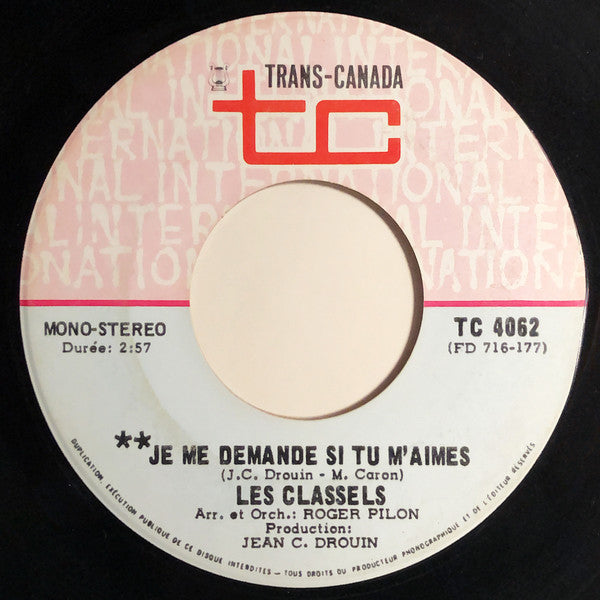 TRANS-CANADA
tc
INTERNATIONAL
MONO-STEREO
Durée: 2:57
TC 4062
(FD 716-177)
**JE ME DEMANDE SI TU M'AIMES
(J.C. Drouin - M. Caron)
LES CLASSELS
Arr. et Orch.: ROGER PILON
Production:
JEAN C. DROUIN
DUPLICATION, EXÉCUTION PUBLIQUE DE CE DISQUE INTERDITES - TOUS DROITS DU PRODUCTEUR PHONOGRAPHIQUE ET DE L'ÉDITEUR RÉSERVÉS